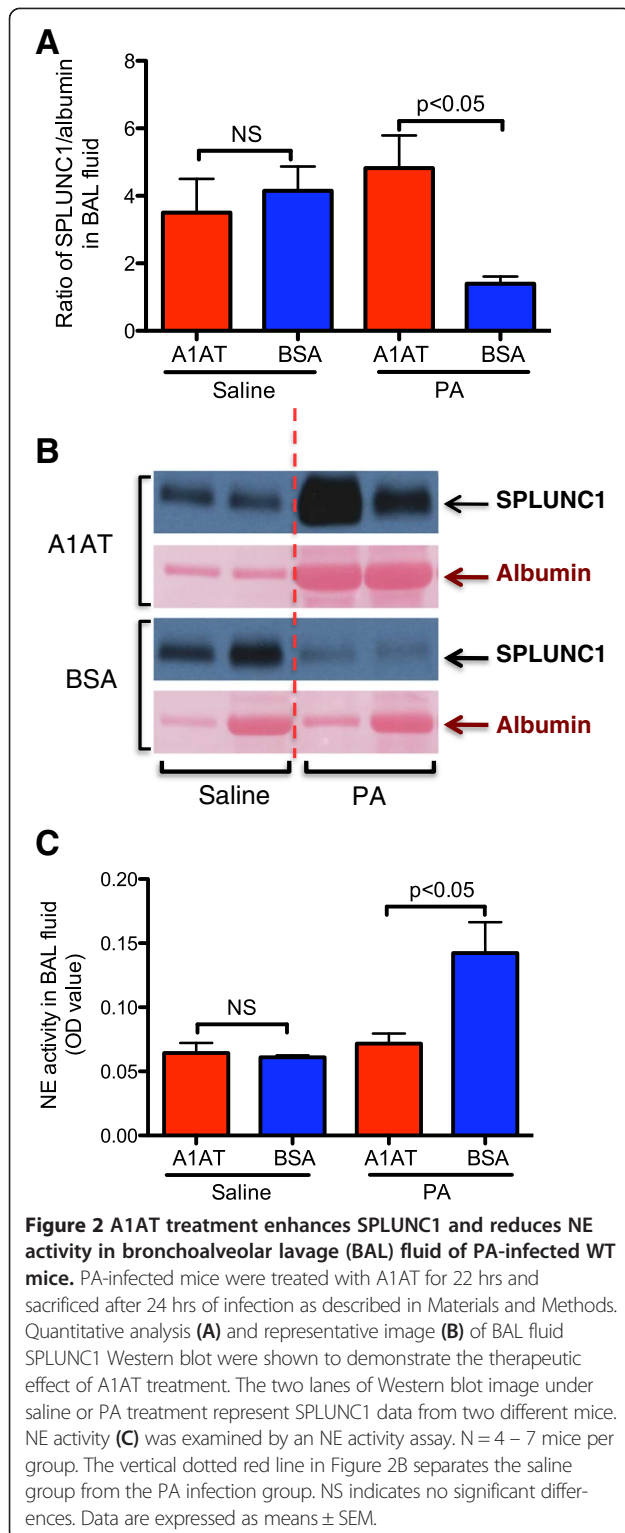 A
8
6
4
2
0
Ratio of SPLUNC1/albumin
in BAL fluid
NS
p<0.05
A1AT
BSA
A1AT
BSA
Saline
PA
B
A1AT
SPLUNC1
Albumin
BSA
SPLUNC1
Albumin
Saline
PA
C
0.20
0.15
0.10
0.05
0.00
NE activity in BAL fluid
(OD value)
NS
p<0.05
A1AT
BSA
A1AT
BSA
Saline
PA
Figure 2 A1AT treatment enhances SPLUNC1 and reduces NE
activity in bronchoalveolar lavage (BAL) fluid of PA-infected WT
mice. PA-infected mice were treated with A1AT for 22 hrs and
sacrificed after 24 hrs of infection as described in Materials and Methods.
Quantitative analysis (A) and representative image (B) of BAL fluid
SPLUNC1 Western blot were shown to demonstrate the therapeutic
effect of A1AT treatment. The two lanes of Western blot image under
saline or PA treatment represent SPLUNC1 data from two different mice.
NE activity (C) was examined by an NE activity assay. N = 4 – 7 mice per
group. The vertical dotted red line in Figure 2B separates the saline
group from the PA infection group. NS indicates no significant differ-
ences. Data are expressed as means ± SEM.